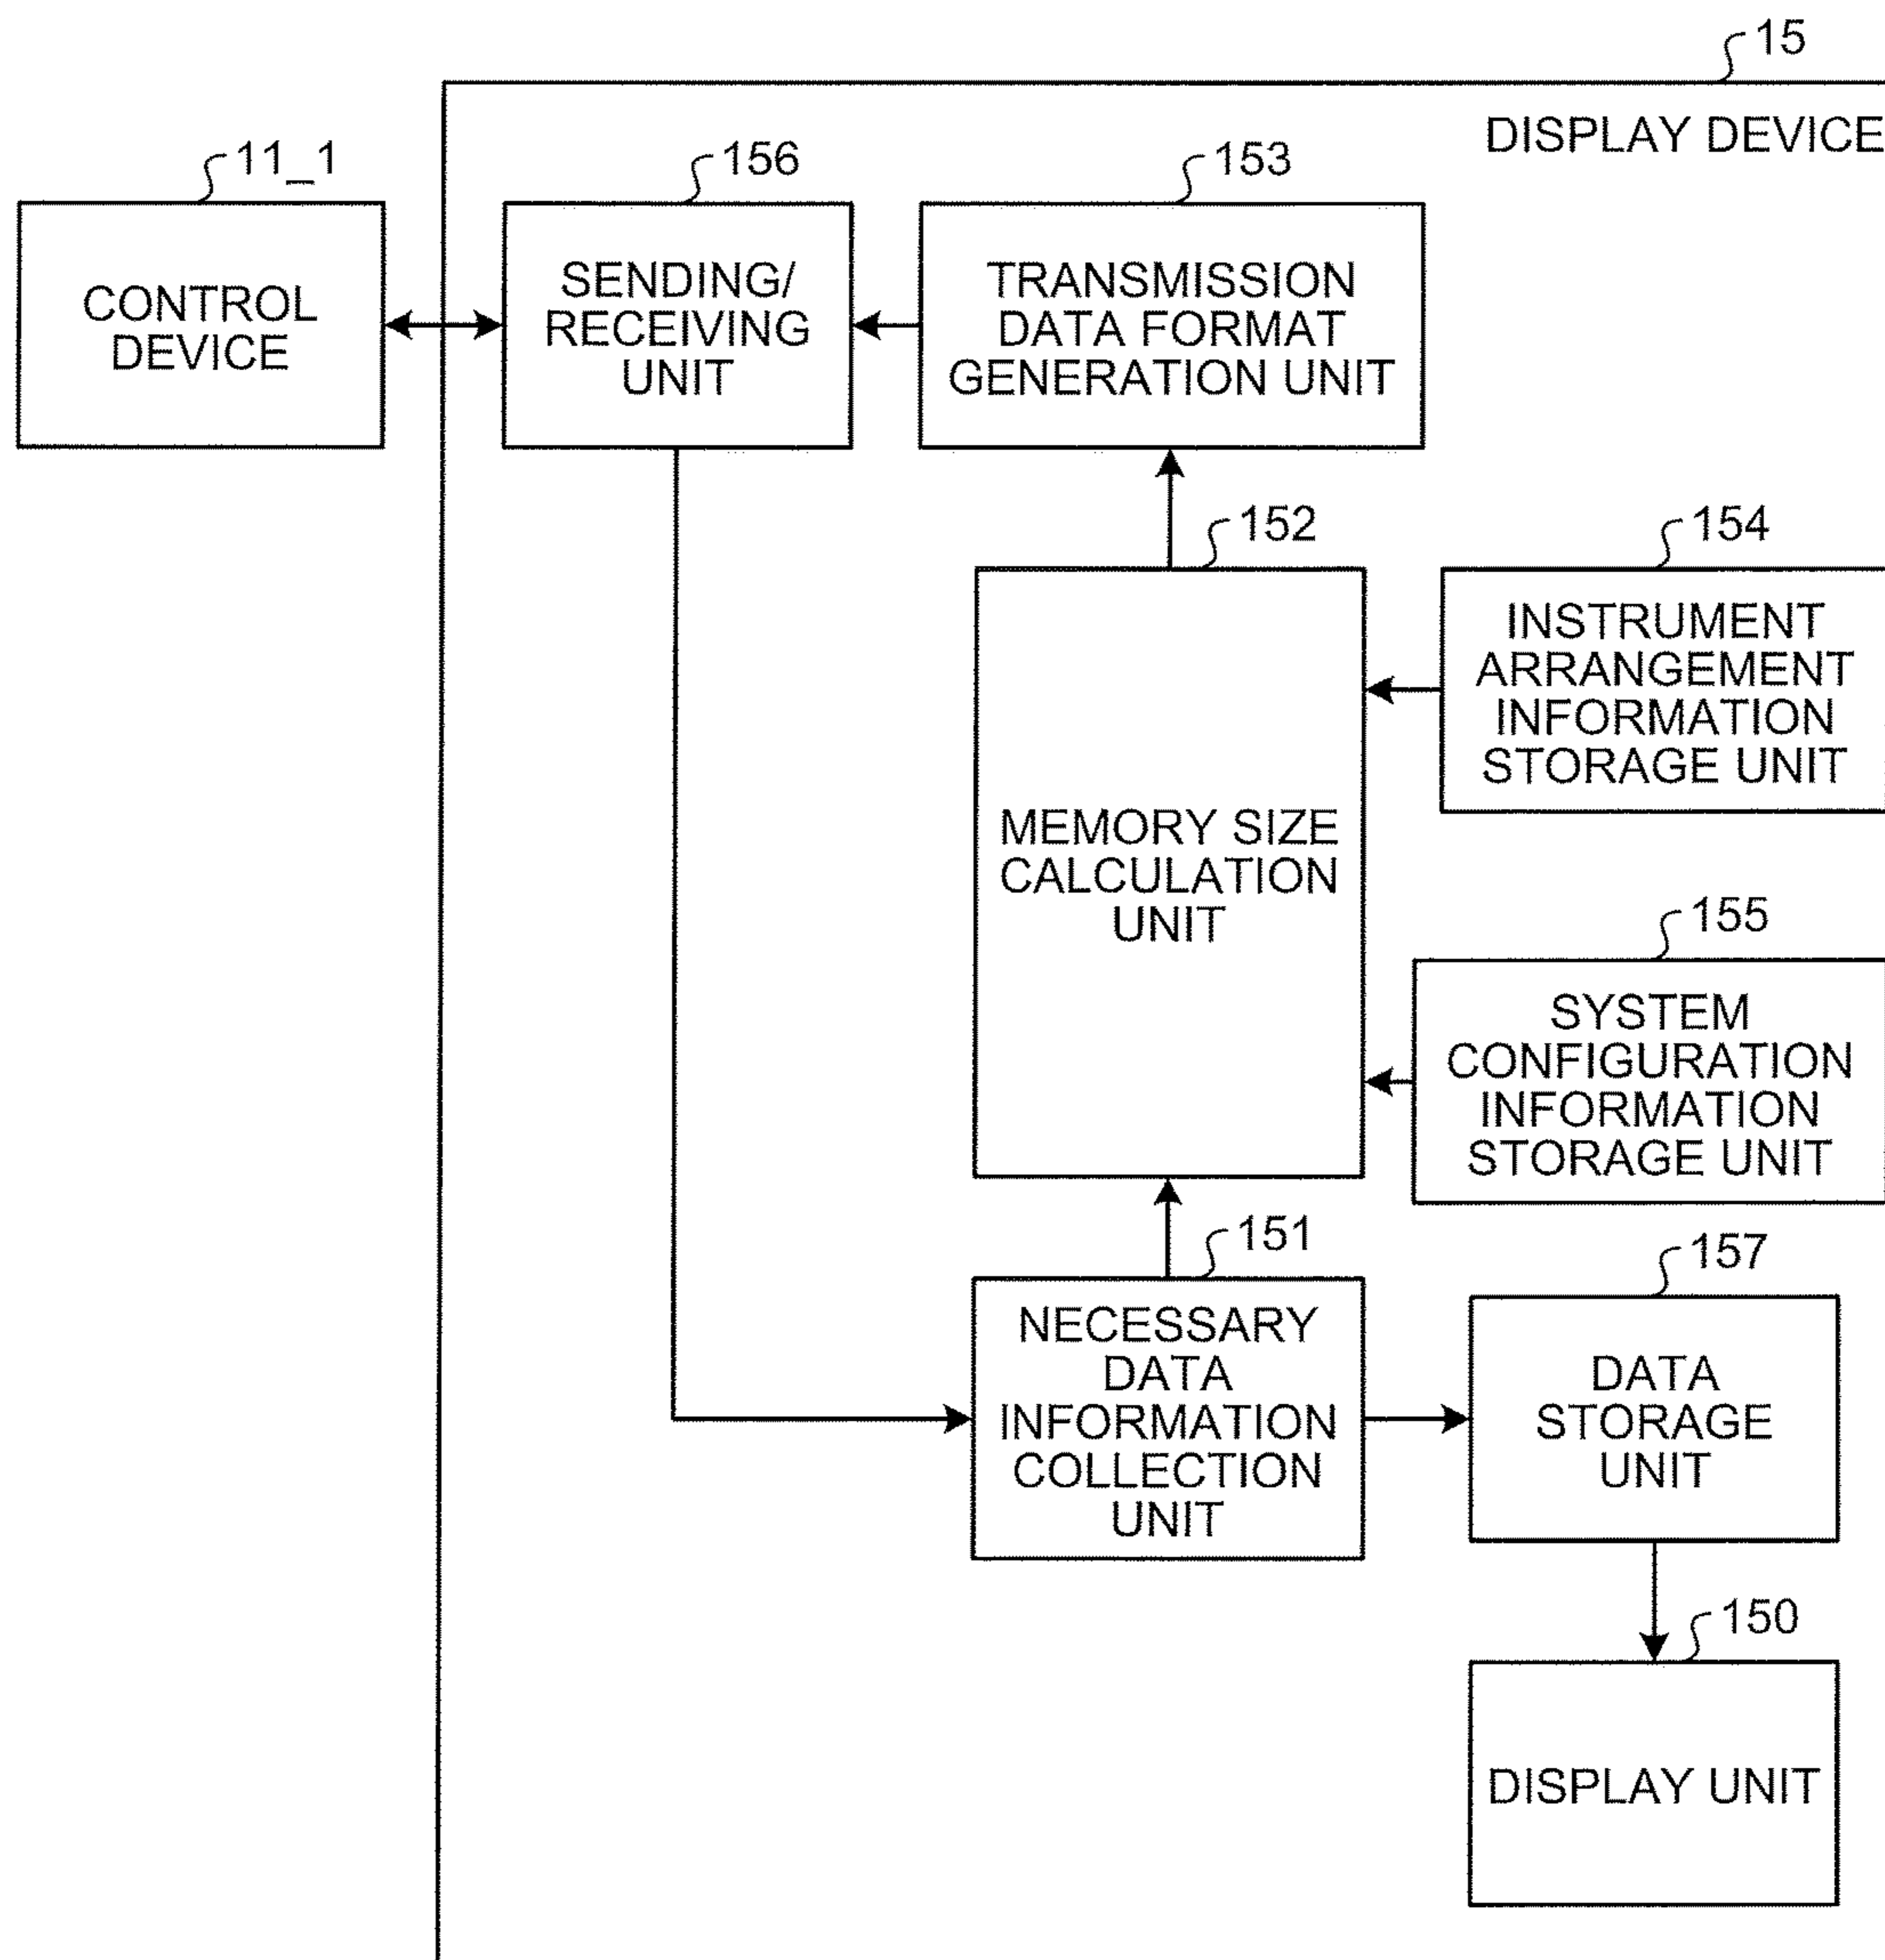 15
DISPLAY DEVICE
11_1
156
153
CONTROL
DEVICE
SENDING/
RECEIVING
UNIT
TRANSMISSION
DATA FORMAT
GENERATION UNIT
152
154
MEMORY SIZE
CALCULATION
UNIT
INSTRUMENT
ARRANGEMENT
INFORMATION
STORAGE UNIT
155
SYSTEM
CONFIGURATION
INFORMATION
STORAGE UNIT
151
157
NECESSARY
DATA
INFORMATION
COLLECTION
UNIT
DATA
STORAGE
UNIT
150
DISPLAY UNIT